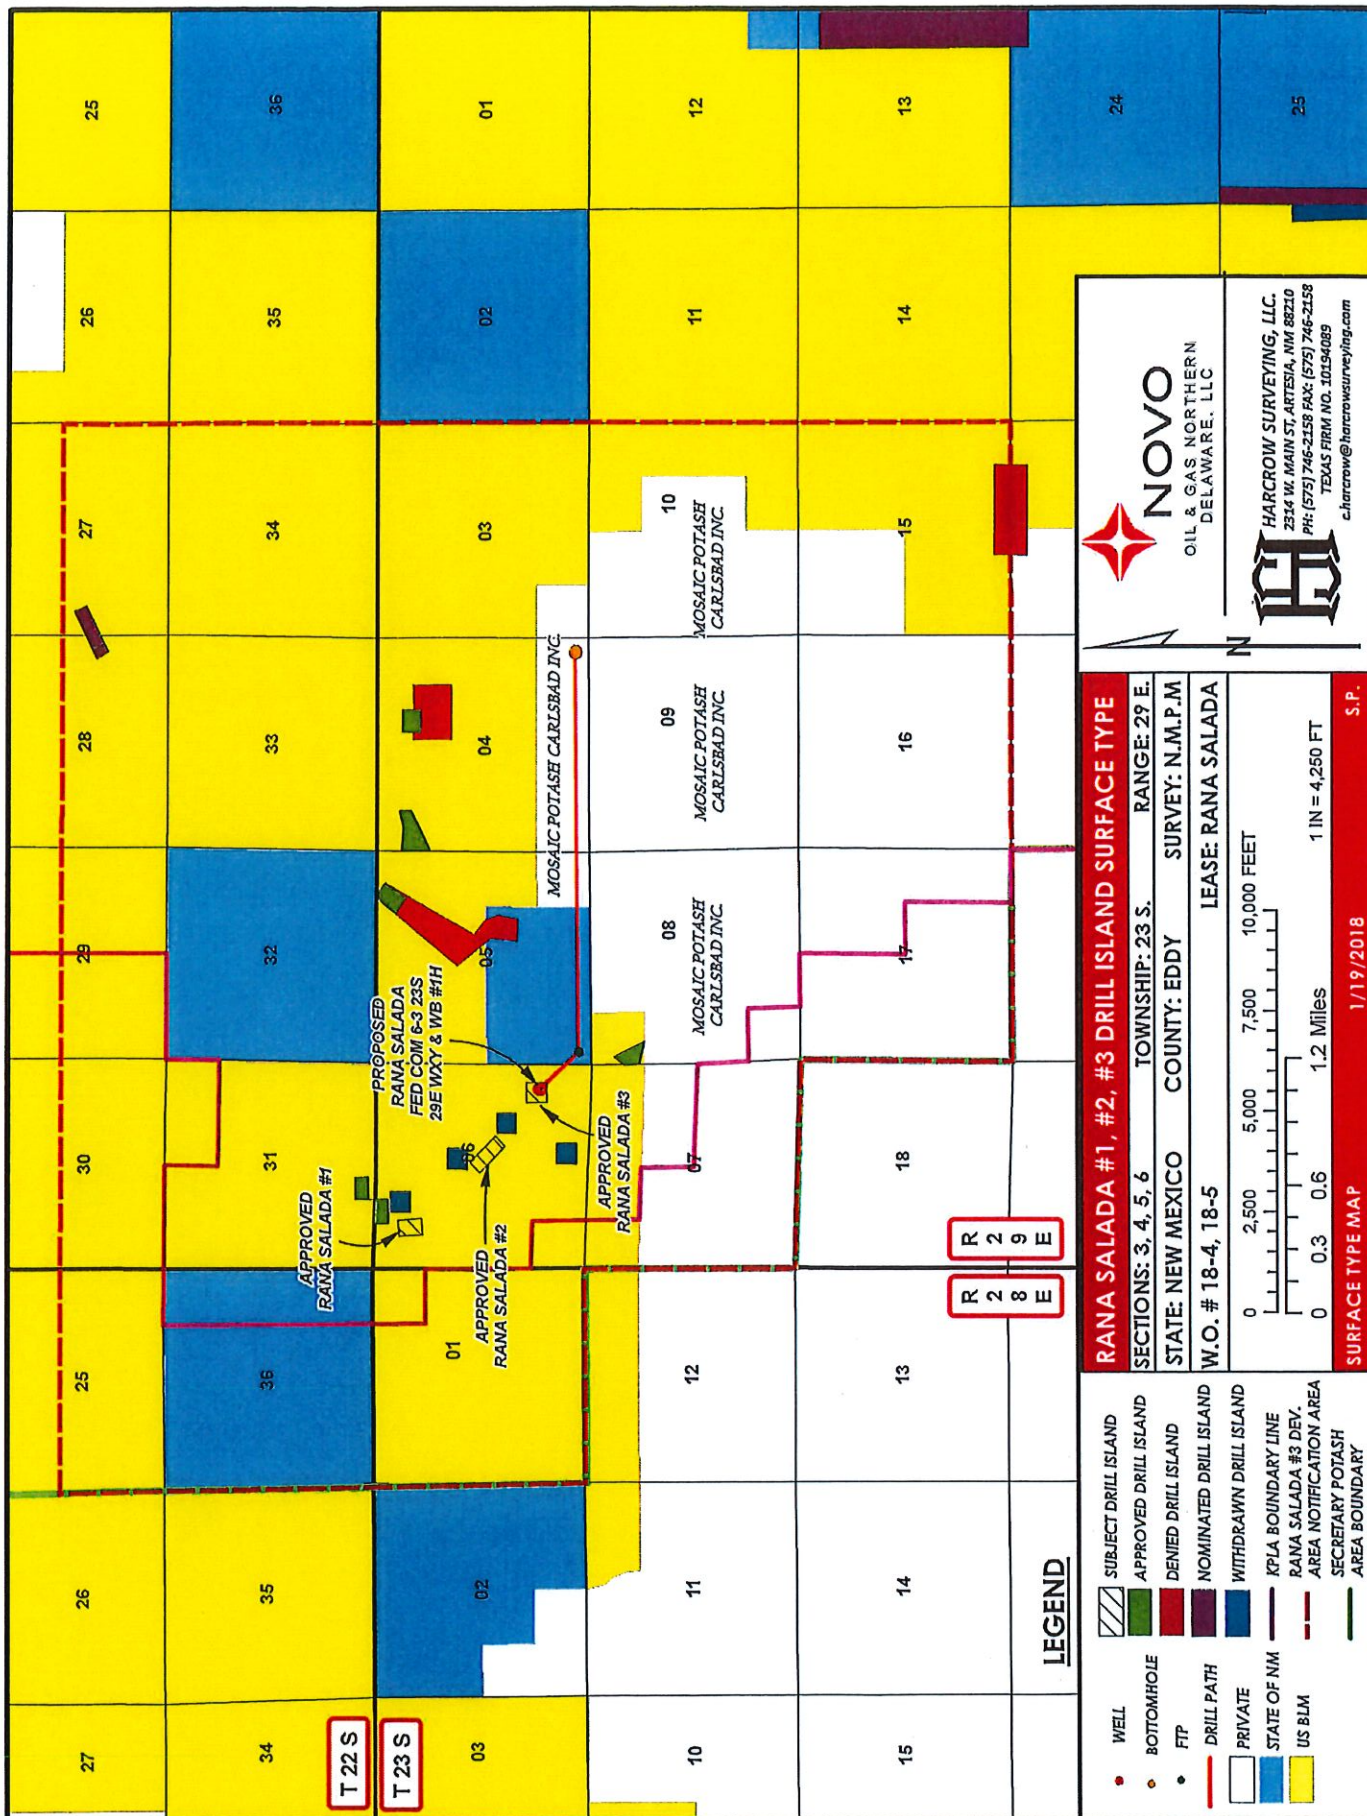 27 26 25 30 29 28 27 26 25
34 35 36 31 32 33 34 35 36
APPROVED
RANA SALADA #1
T 22 S
T 23 S
PROPOSED
RANA SALADA
FED COM 6-3 23S
29E WXY & WB #1H
03 02 01 06 05 04 03 02 01
APPROVED
RANA SALADA #2
APPROVED
RANA SALADA #3
MOSAIC POTASH CARLSBAD INC.
10 11 12 07 08 09 10 11 12
MOSAIC POTASH
CARLSBAD INC.
MOSAIC POTASH
CARLSBAD INC.
MOSAIC POTASH
CARLSBAD INC.
15 14 13 18 17 16 15 14 13
R
2
8
E
R
2
9
E
24
25
LEGEND
WELL
BOTOMHOLE
FTP
DRILL PATH
PRIVATE
STATE OF NM
US BLM
SUBJECT DRILL ISLAND
APPROVED DRILL ISLAND
DENIED DRILL ISLAND
NOMINATED DRILL ISLAND
WITHDRAWN DRILL ISLAND
KPLA BOUNDARY LINE
RANA SALADA #3 DEV.
AREA NOTIFICATION AREA
SECRETARY POTASH
AREA BOUNDARY
RANA SALADA #1, #2, #3 DRILL ISLAND SURFACE TYPE
SECTIONS: 3, 4, 5, 6 TOWNSHIP: 23 S. RANGE: 29 E.
STATE: NEW MEXICO COUNTY: EDDY SURVEY: N.M.P.M
W.O. # 18-4, 18-5 LEASE: RANA SALADA
0 2,500 5,000 7,500 10,000 FEET
0 0.3 0.6 1.2 Miles 1 IN = 4,250 FT
SURFACE TYPE MAP 1/19/2018 S.P.
N
NOVO
OIL & GAS NORTHERN
DELAWARE, LLC
HARCROW SURVEYING, LLC.
2314 W. MAIN ST, ARTESIA, NM 88210
PH: (575) 746-2158 FAX: (575) 746-2158
TEXAS FIRM NO. 10194089
c.harcrow@harcrowsurveying.com